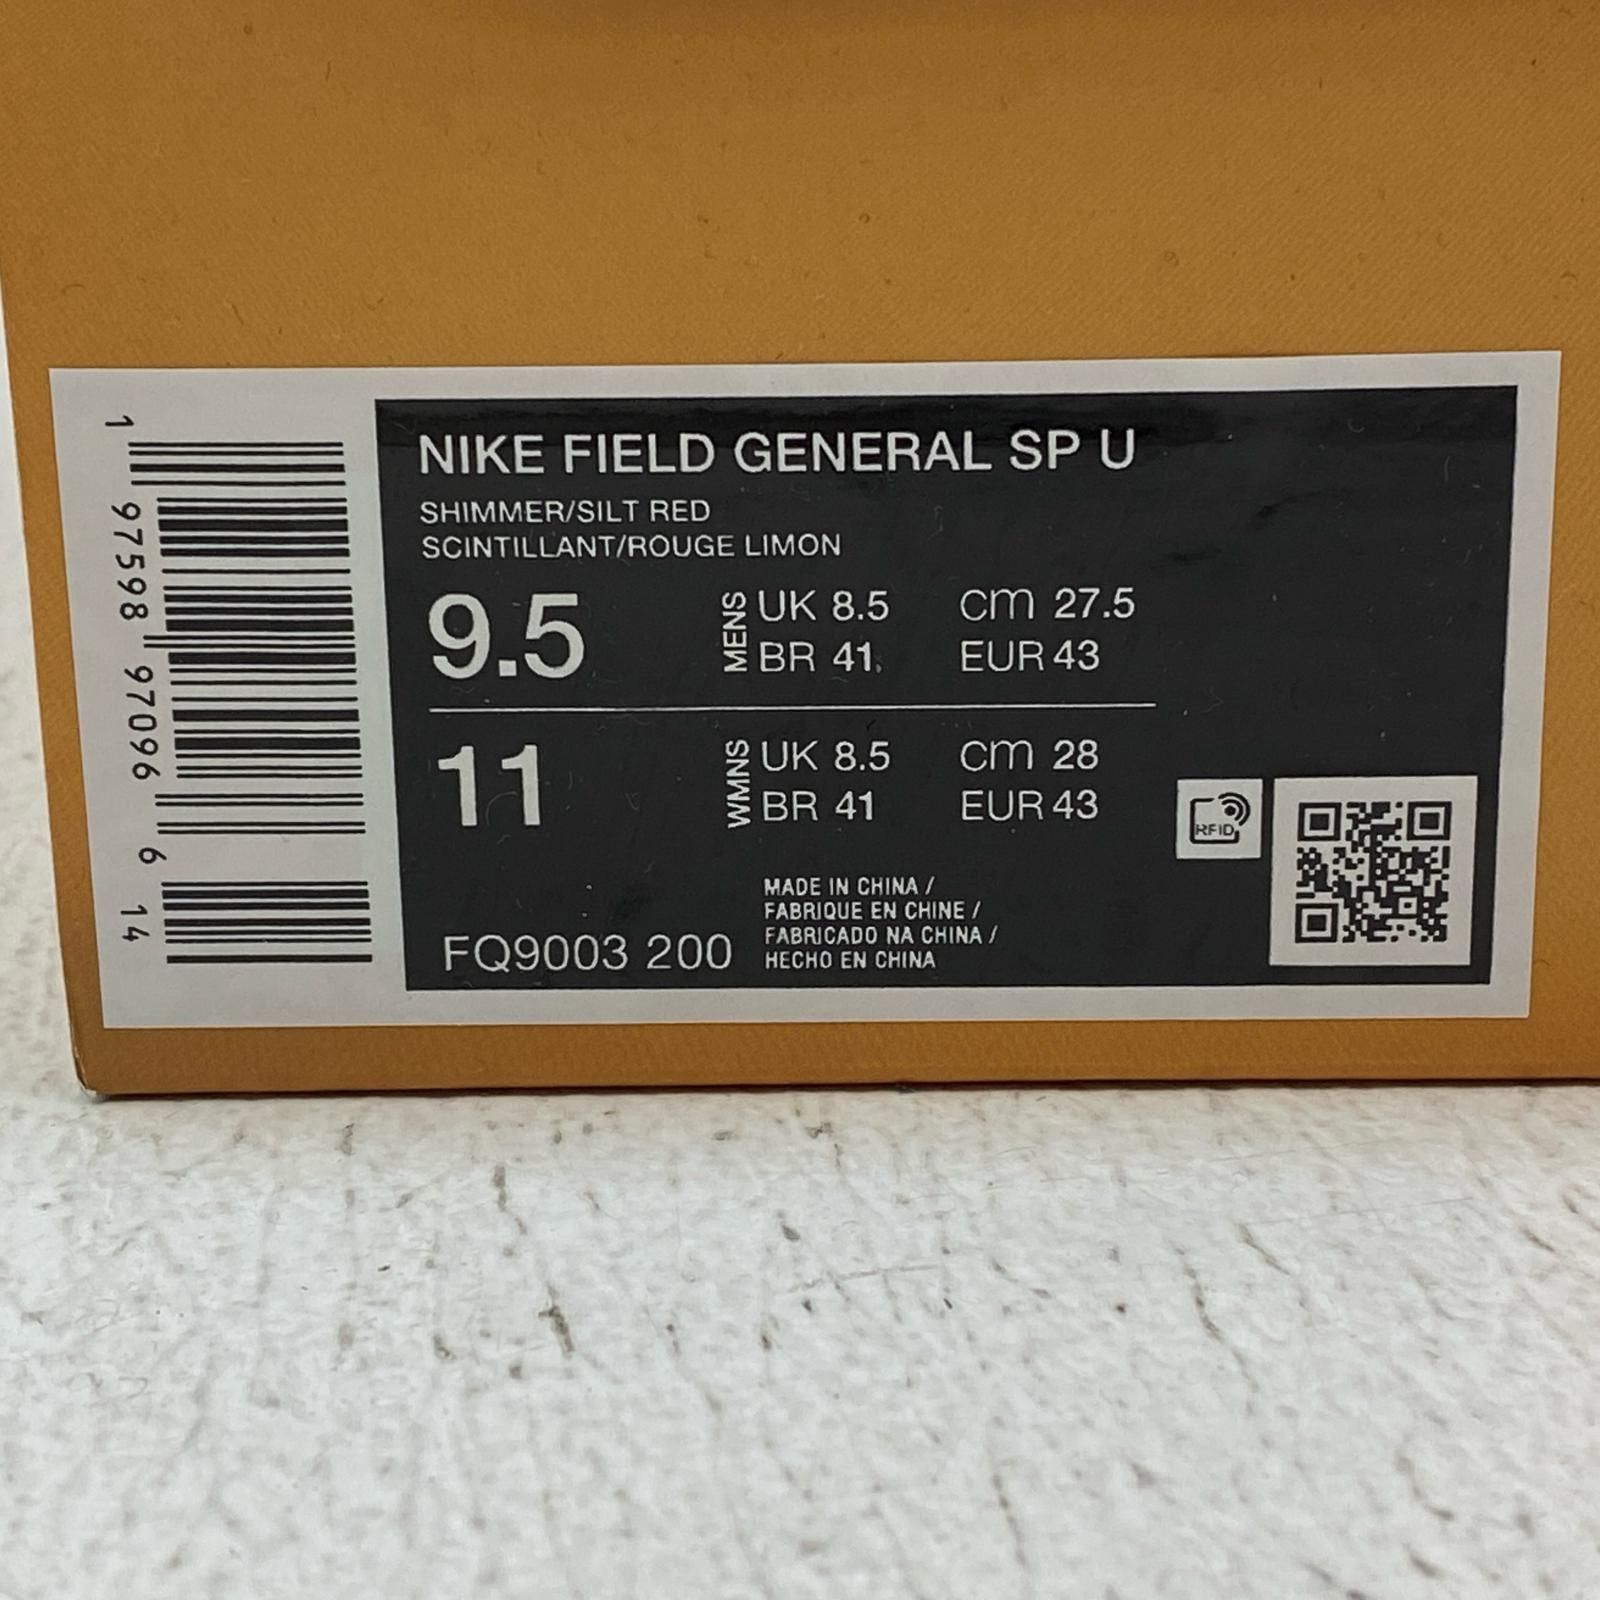 NIKE FIELD GENERAL SP U
SHIMMER/SILT RED
SCINTILLANT/ROUGE LIMON
9.5 MENS UK 8.5 CM 27.5
BR 41 EUR 43
11 WMNS UK 8.5 CM 28
BR 41 EUR 43
MADE IN CHINA /
FABRIQUE EN CHINE /
FABRICADO NA CHINA /
HECHO EN CHINA
FQ9003 200
RFID
1 97598 97096 6 14